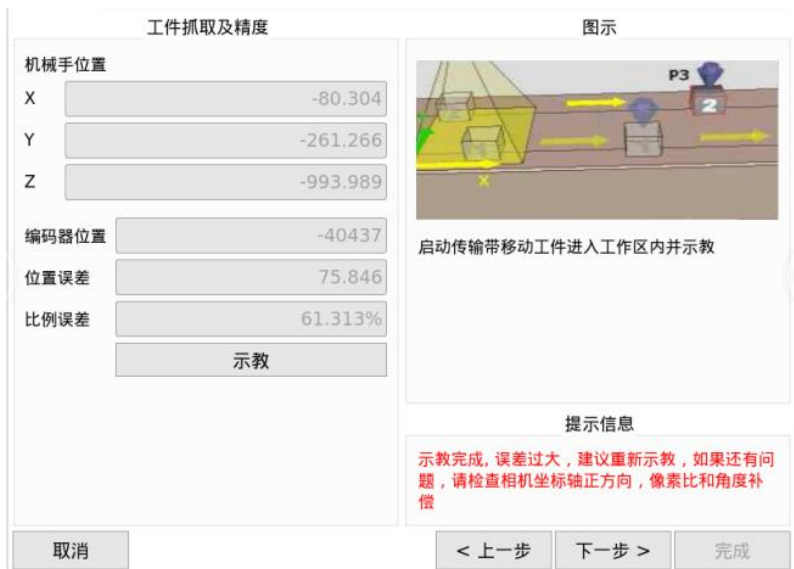 工件抓取及精度
机械手位置
X
-80.304
Y
-261.266
Z
-993.989
编码器位置
-40437
位置误差
75.846
比例误差
61.313%
示教
图示
P3
2
1
X
启动传输带移动工件进入工作区内并示教
提示信息
示教完成, 误差过大，建议重新示教，如果还有问
题，请检查相机坐标轴正方向，像素比和角度补
偿
取消
< 上一步
下一步 >
完成